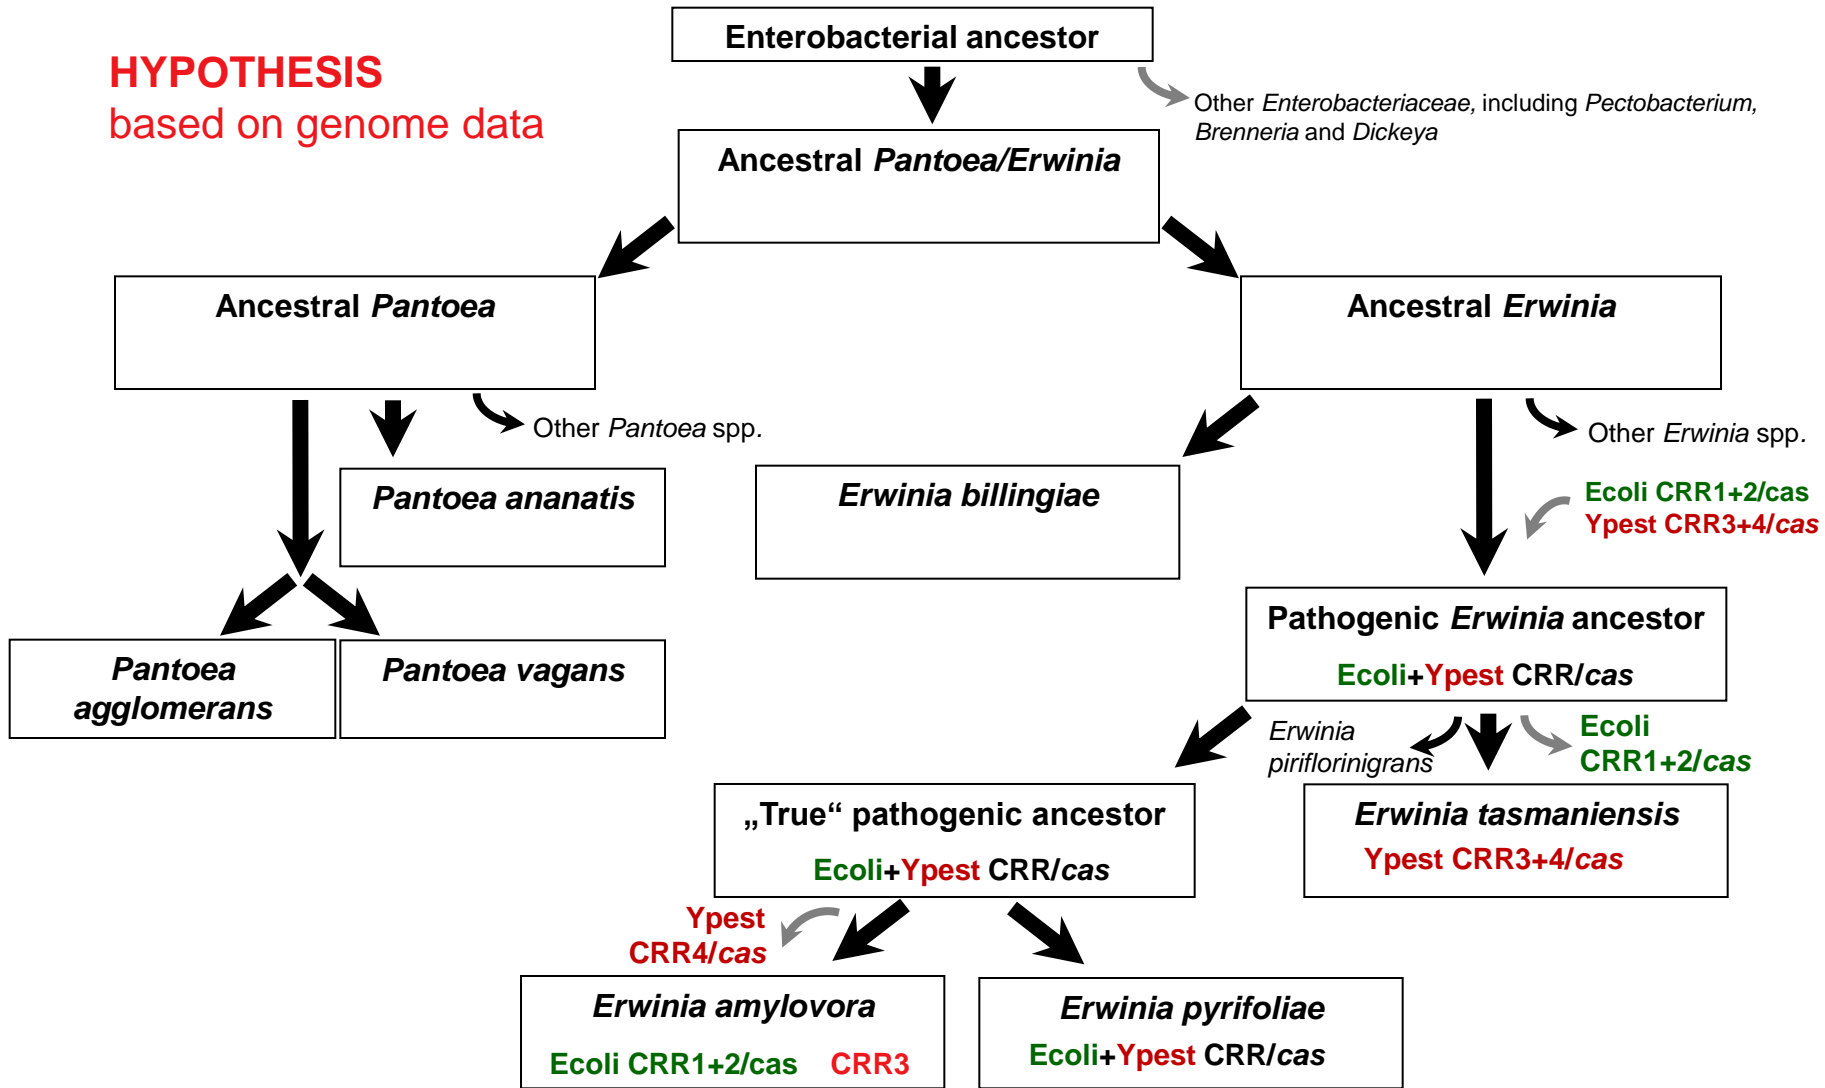 Enterobacterial ancestor
HYPOTHESIS
based on genome data
Other Enterobacteriaceae, including Pectobacterium,
Brenneria and Dickeya
Ancestral Pantoea/Erwinia
Ancestral Pantoea
Ancestral Erwinia
Other Pantoea spp.
Other Erwinia spp.
Pantoea ananatis
Erwinia billingiae
Ecoli CRR1+2/cas
Ypest CRR3+4/cas
Pathogenic Erwinia ancestor
Ecoli+Ypest CRR/cas
Pantoea
agglomerans
Pantoea vagans
Erwinia
piriflorinigrans
Ecoli
CRR1+2/cas
„True“ pathogenic ancestor
Ecoli+Ypest CRR/cas
Erwinia tasmaniensis
Ypest CRR3+4/cas
Ypest
CRR4/cas
Erwinia amylovora
Ecoli CRR1+2/cas CRR3
Erwinia pyrifoliae
Ecoli+Ypest CRR/cas